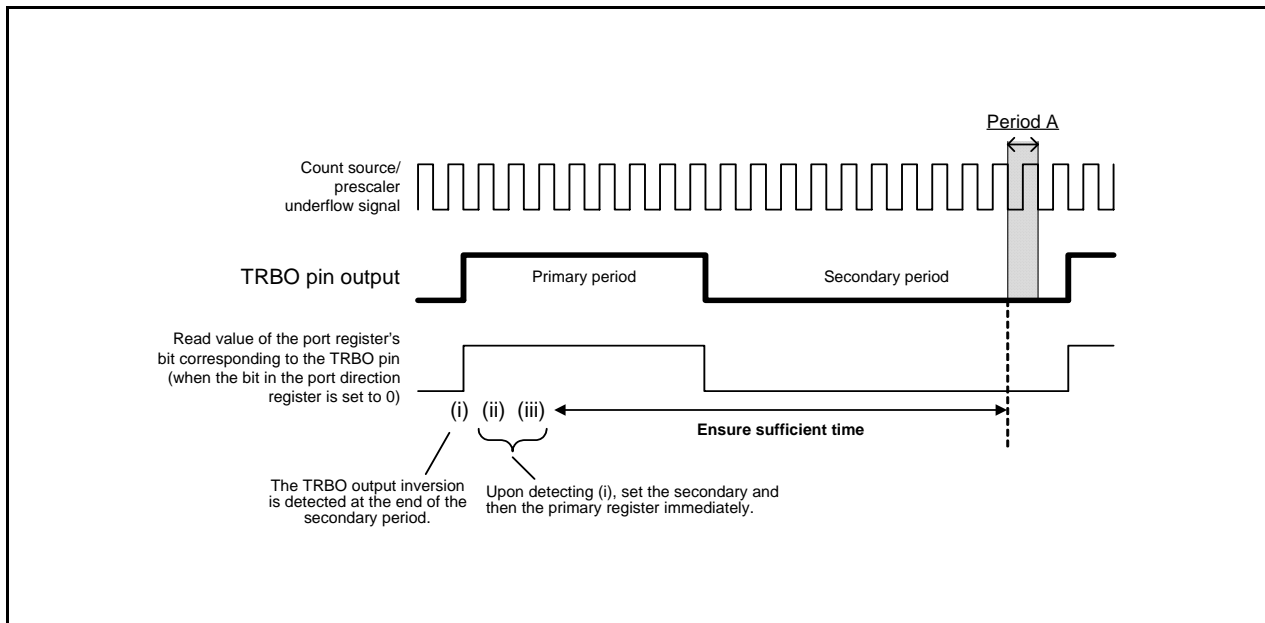 Period A
Count source/
prescaler
underflow signal
TRBO pin output
Primary period
Secondary period
Read value of the port register's
bit corresponding to the TRBO pin
(when the bit in the port direction
register is set to 0)
(i) (ii) (iii)
Ensure sufficient time
The TRBO output inversion
is detected at the end of the
secondary period.
Upon detecting (i), set the secondary and
then the primary register immediately.